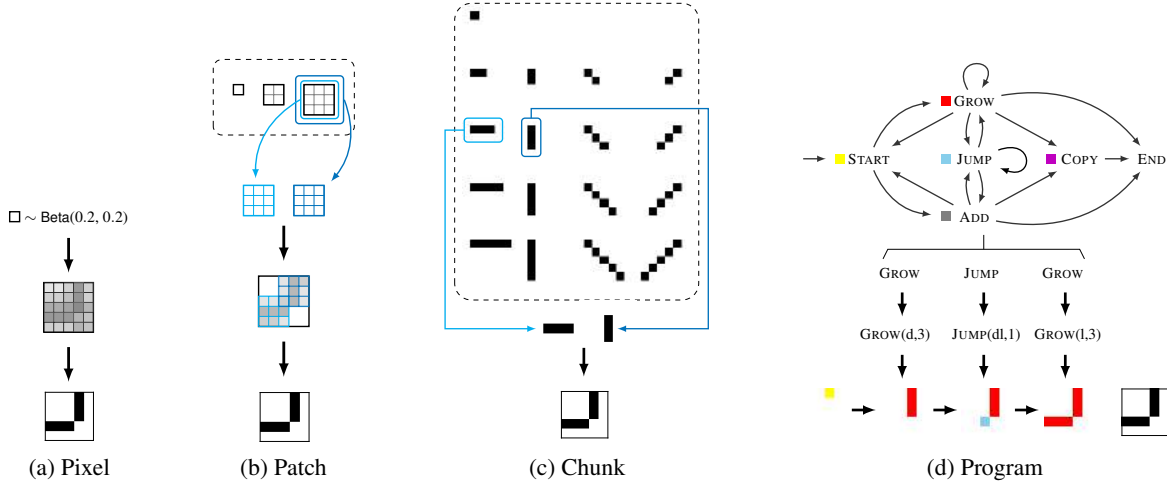 □ ∼ Beta(0.2, 0.2)
(a) Pixel
(b) Patch
(c) Chunk
GROW
START
JUMP
COPY
END
ADD
GROW JUMP GROW
GROW(d,3) JUMP(dl,1) GROW(l,3)
(d) Program